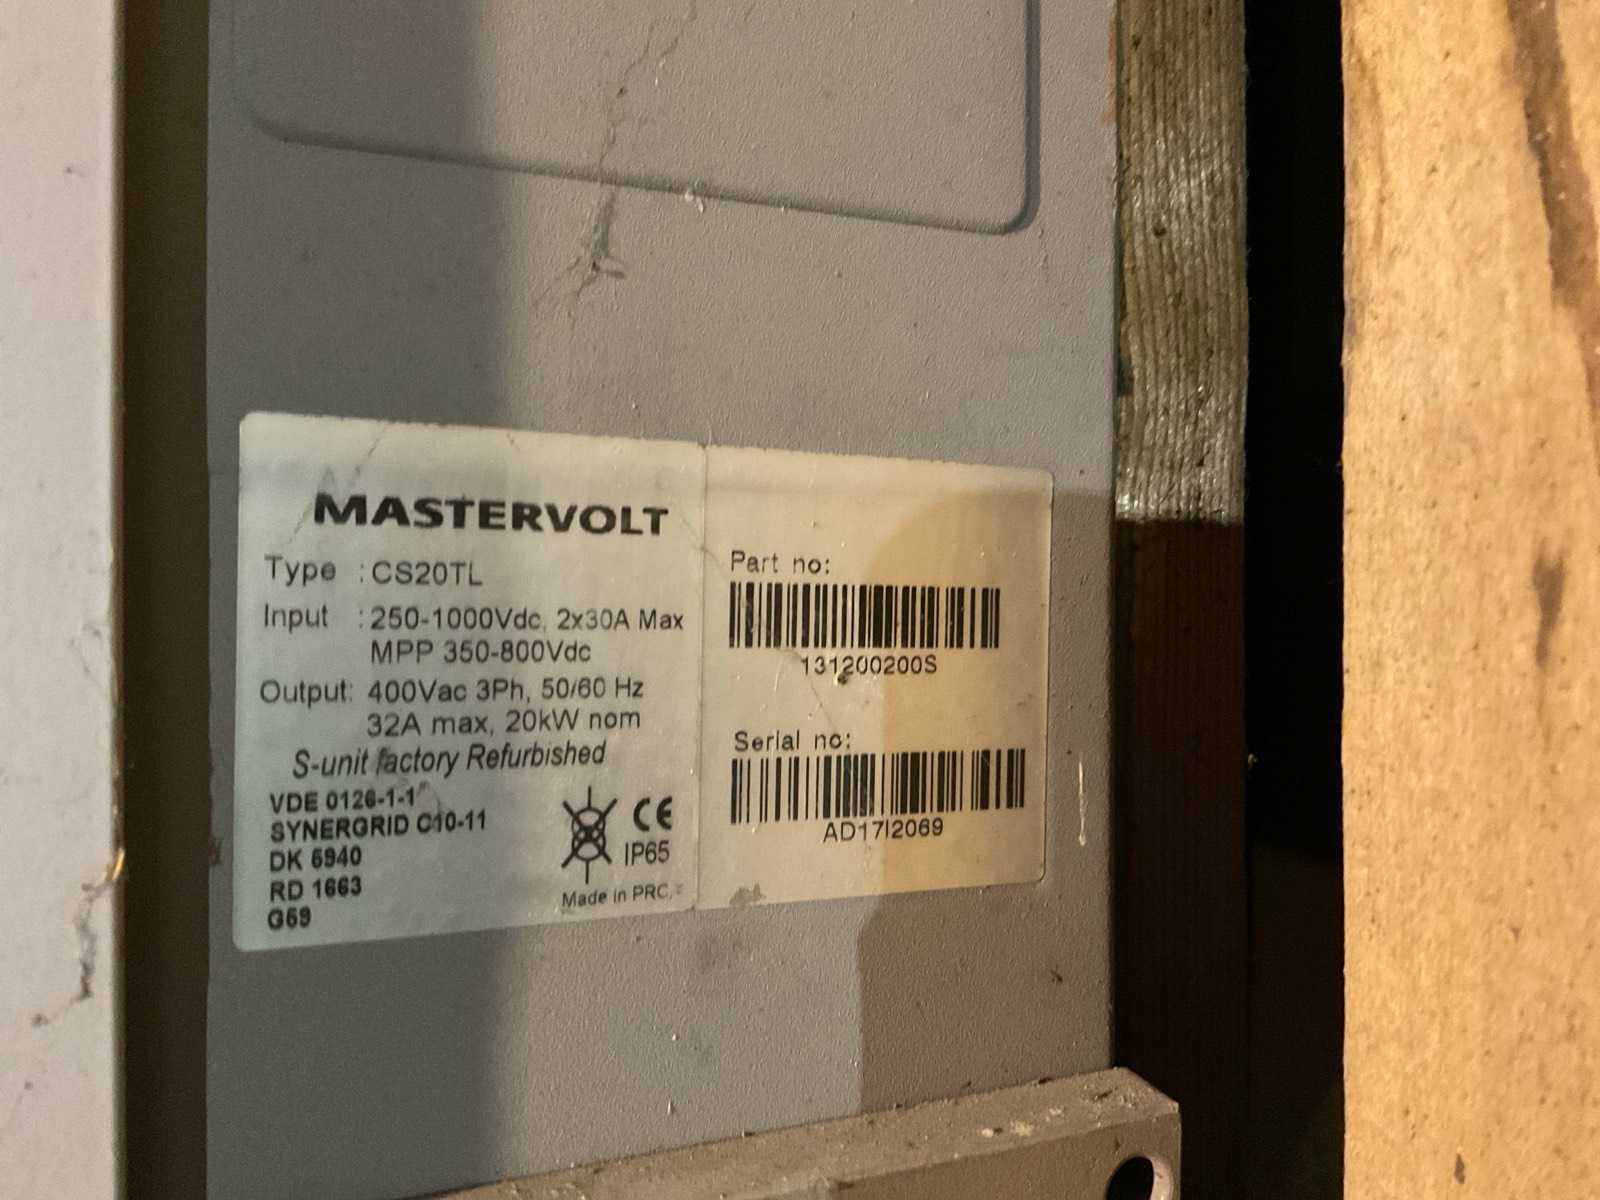 MASTERVOLT
Type : CS20TL
Input : 250-1000Vdc, 2x30A Max
MPP 350-800Vdc
Output: 400Vac 3Ph, 50/60 Hz
32A max, 20kW nom
S-unit factory Refurbished
VDE 0126-1-1
SYNERGRID C10-11
DK 5940
RD 1663
G59
CE
IP65
Made in PRC.
Part no:
131200200S
Serial no:
AD17I2069